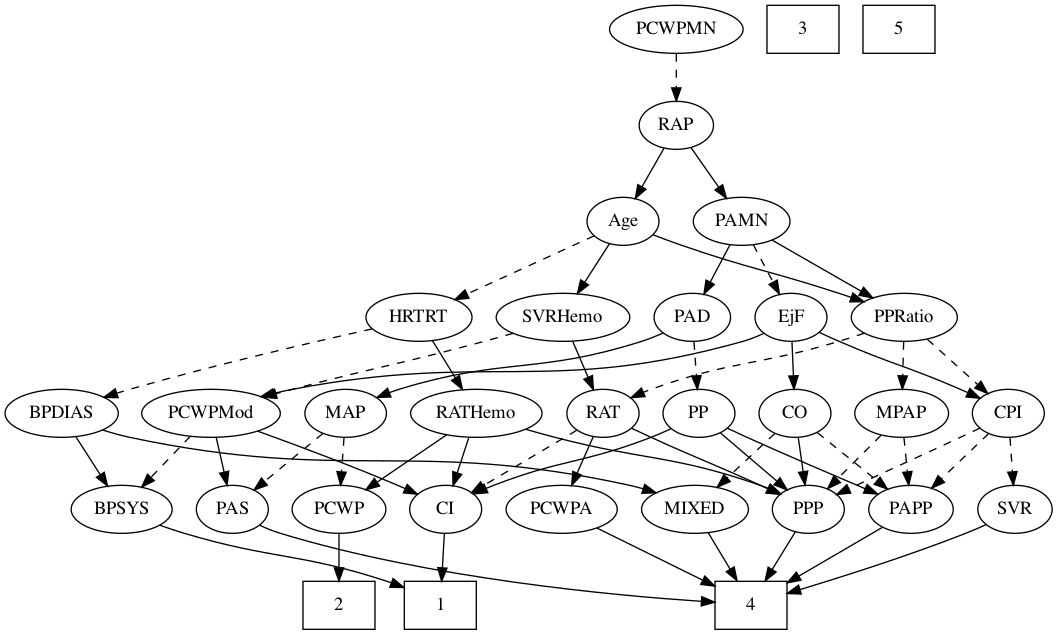 PCWPMN 3 5
RAP
Age PAMN
HRTRT SVRHemo PAD EjF PPRatio
BPDIAS PCWPMod MAP RATHemo RAT PP CO MPAP CPI
BPSYS PAS PCWP CI PCWPA MIXED PPP PAPP SVR
2 1 4